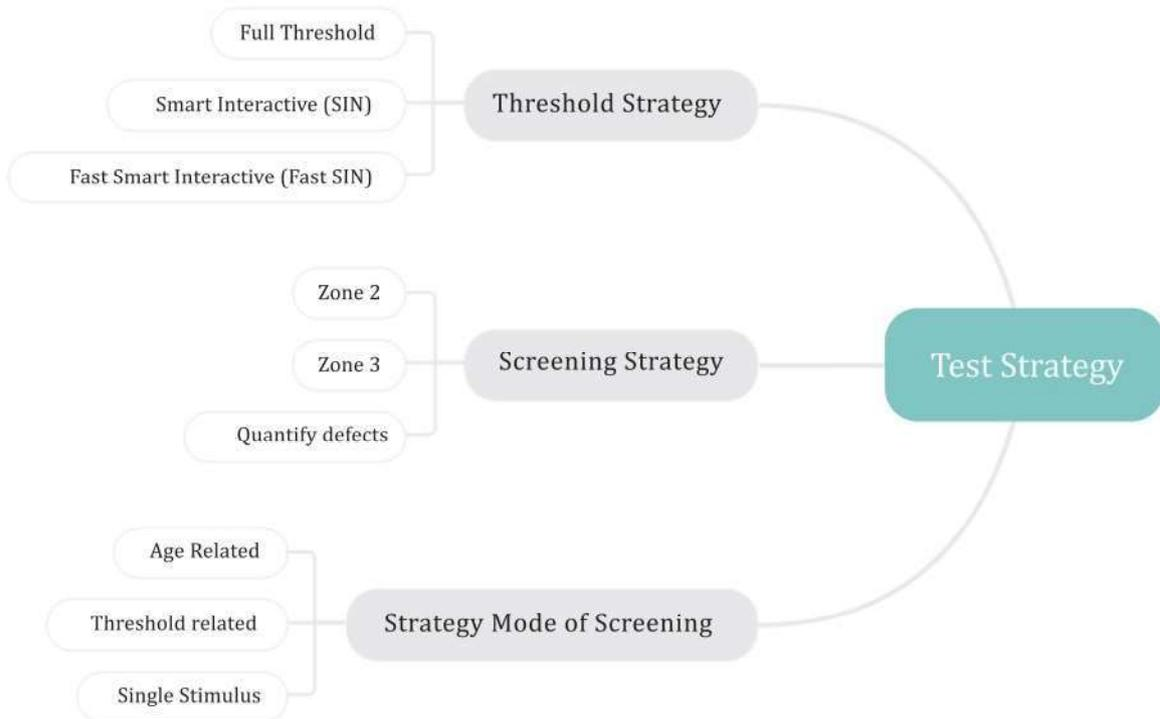 Full Threshold
Smart Interactive (SIN)
Fast Smart Interactive (Fast SIN)
Threshold Strategy
Zone 2
Zone 3
Quantify defects
Screening Strategy
Test Strategy
Age Related
Threshold related
Single Stimulus
Strategy Mode of Screening